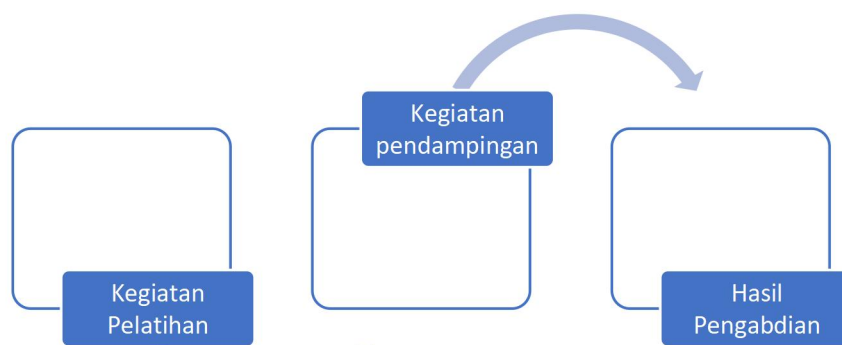 Kegiatan
Pelatihan
Kegiatan
pendampingan
Hasil
Pengabdian